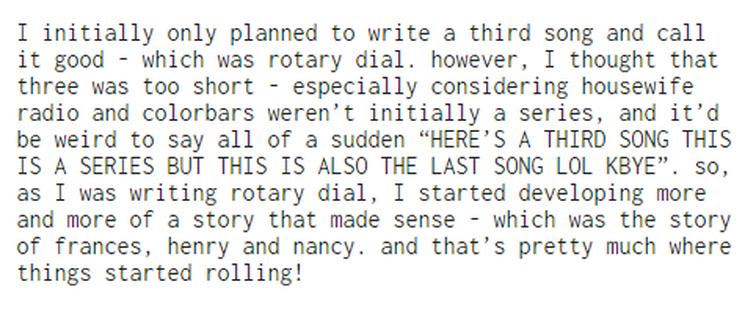 I initially only planned to write a third song and call
it good - which was rotary dial. however, I thought that
three was too short - especially considering housewife
radio and colorbars weren’t initially a series, and it’d
be weird to say all of a sudden “HERE’S A THIRD SONG THIS
IS A SERIES BUT THIS IS ALSO THE LAST SONG LOL KBYE”. so,
as I was writing rotary dial, I started developing more
and more of a story that made sense - which was the story
of frances, henry and nancy. and that’s pretty much where
things started rolling!